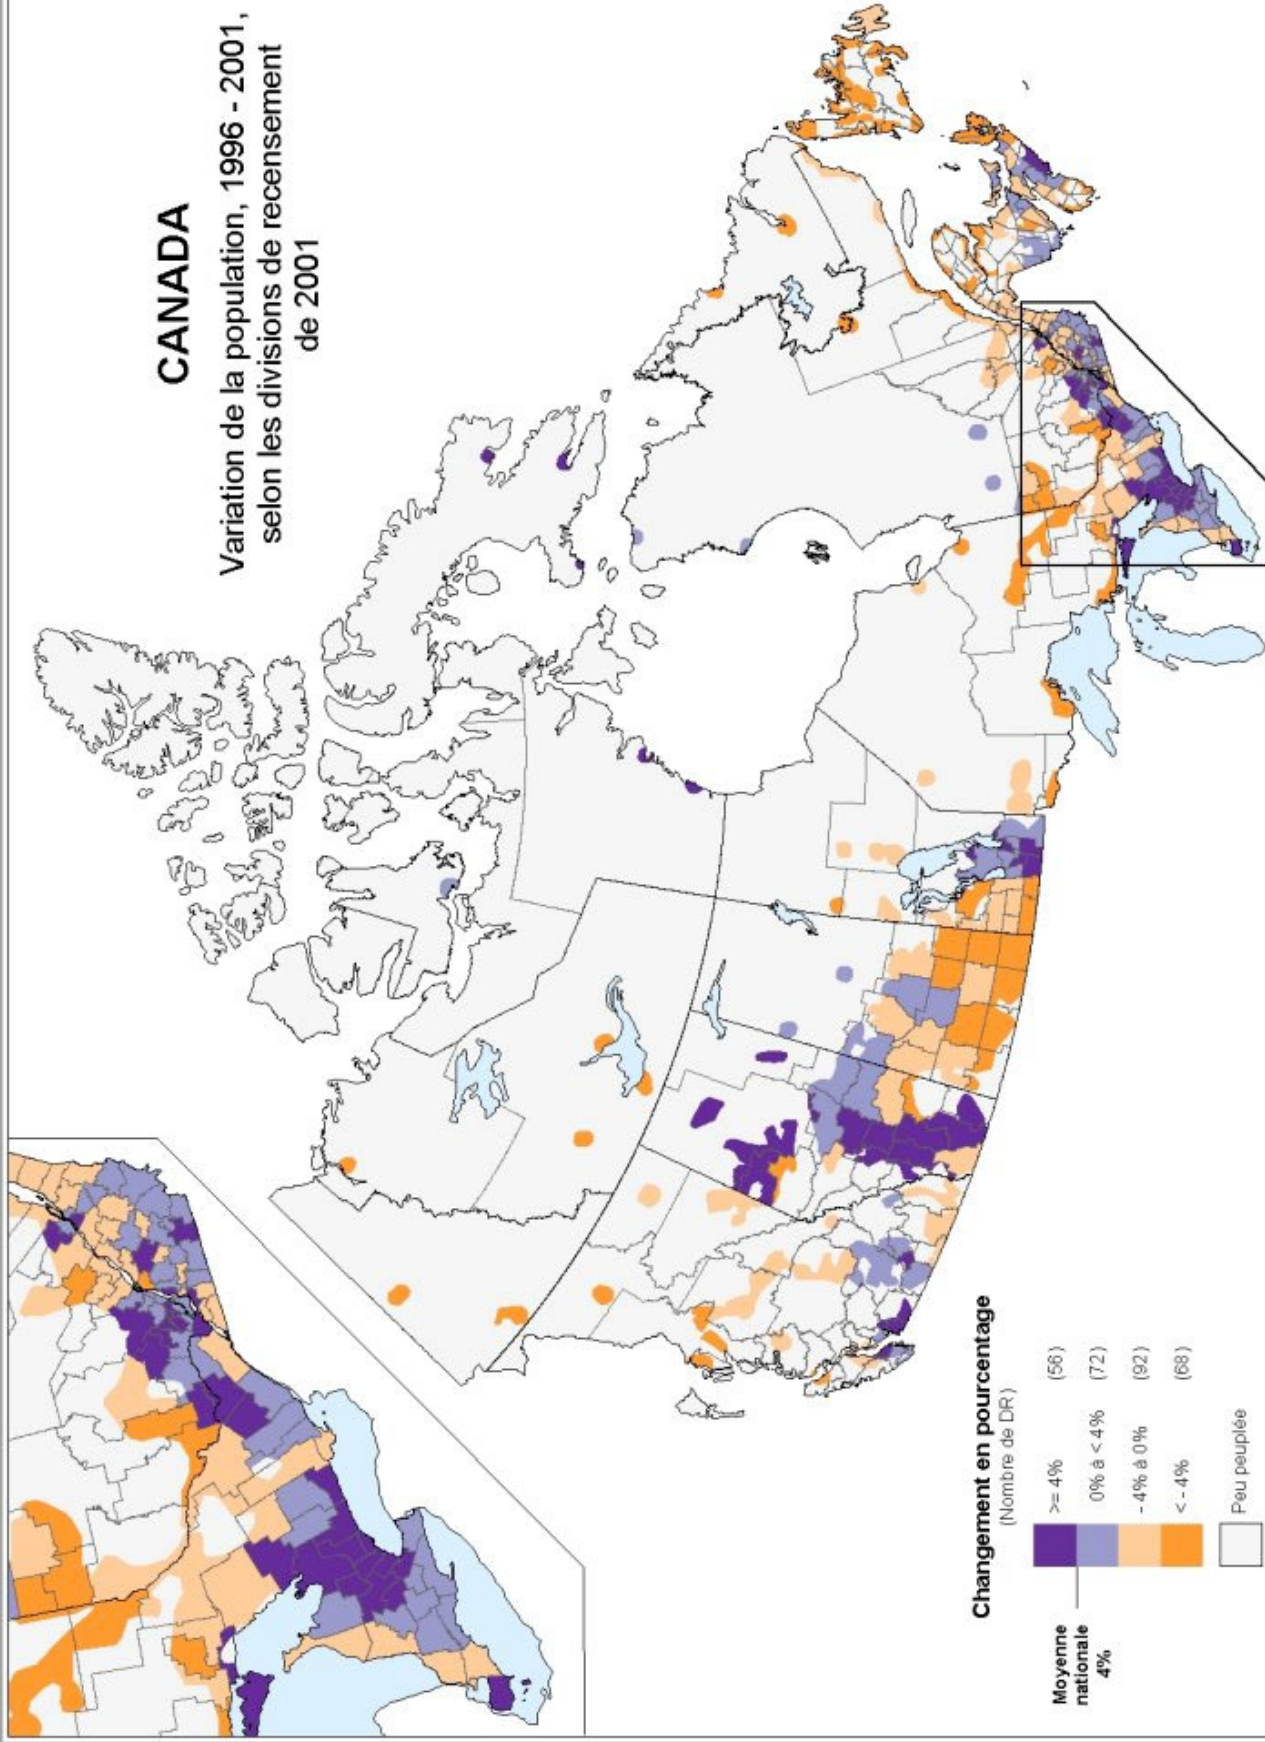 CANADA
Variation de la population, 1996 - 2001,
selon les divisions de recensement
de 2001
Changement en pourcentage
(Nombre de DR)
>= 4% (56)
0% à < 4% (72)
- 4% à 0% (92)
< - 4% (68)
Peu peuplée
Moyenne
nationale
4%